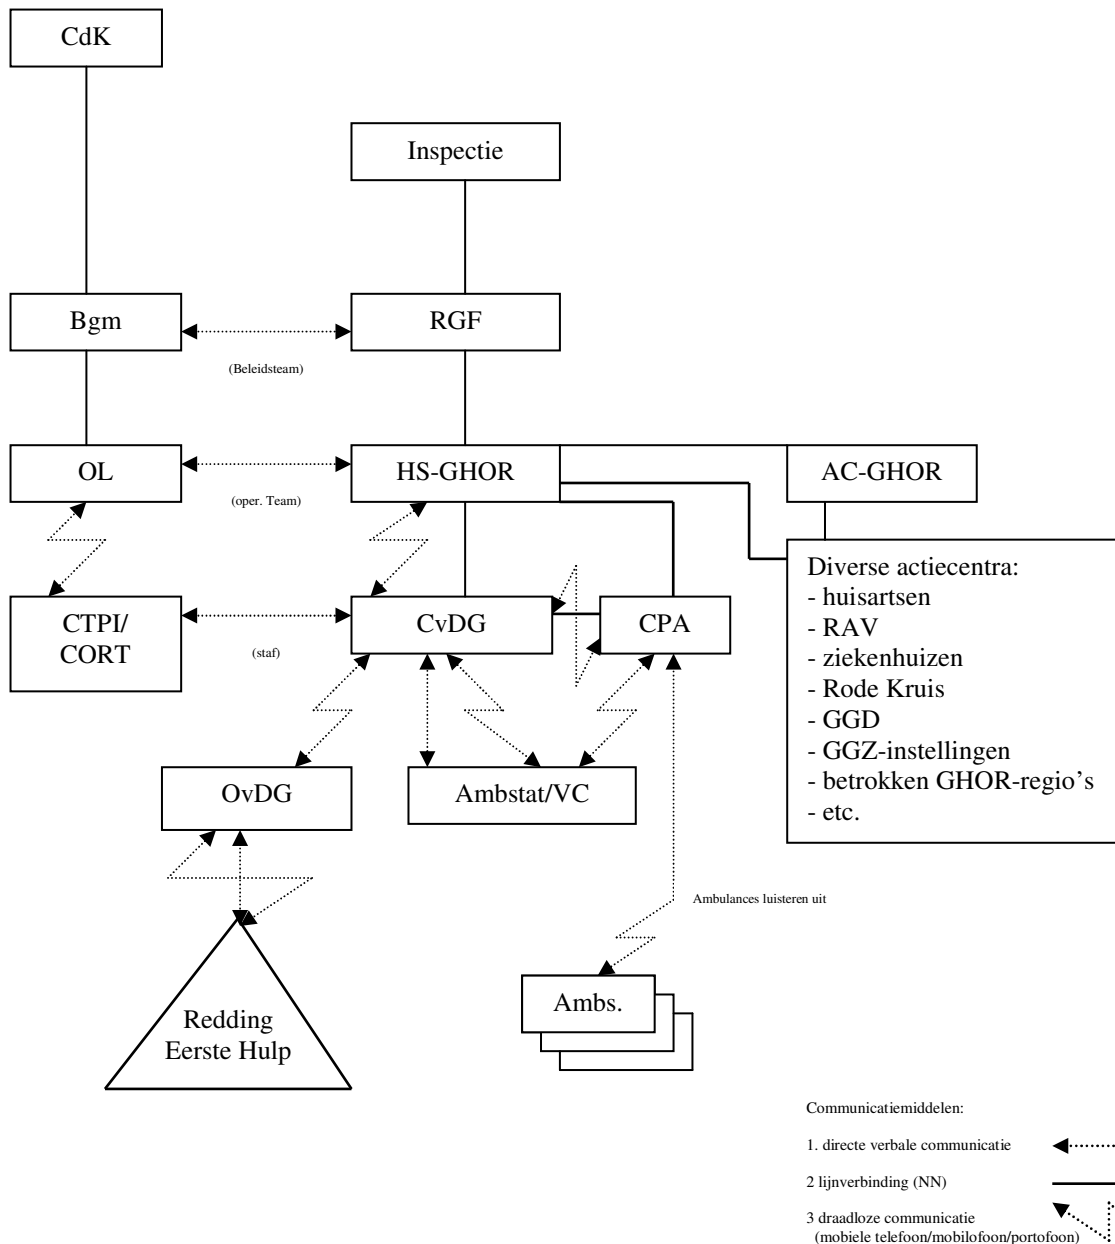 CdK
Inspectie
Bgm
RGF
(Beleidsteam)
OL
HS-GHOR
AC-GHOR
(oper. Team)
Diverse actiecentra:
- huisartsen
- RAV
- ziekenhuizen
- Rode Kruis
- GGD
- GGZ-instellingen
- betrokken GHOR-regio’s
- etc.
CTPI/
CORT
(staf)
CvDG
CPA
OvDG
Ambstat/VC
Ambulances luisteren uit
Redding
Eerste Hulp
Ambs.
Communicatiemiddelen:
1. directe verbale communicatie
2 lijnverbinding (NN)
3 draadloze communicatie
(mobiele telefoon/mobilofoon/portofoon)